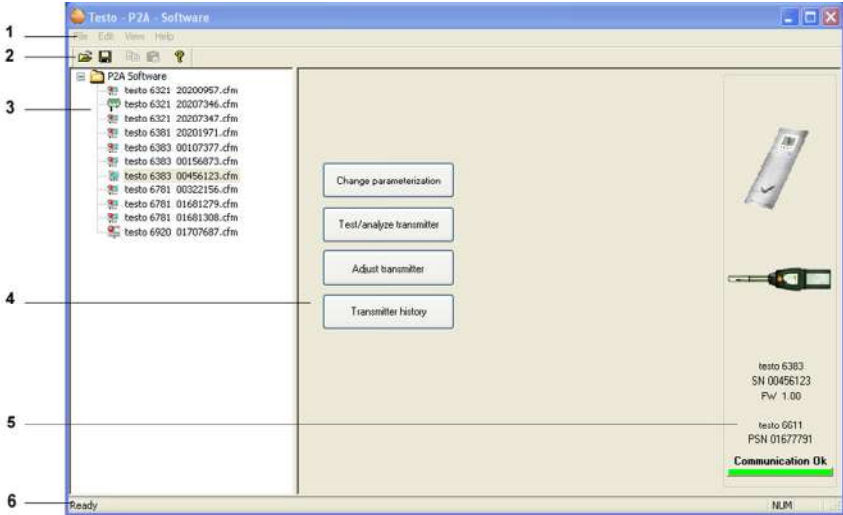 Testo - P2A - Software
1
File Edit View Help
2
P2A Software
testo 6321 20200957.cfm
3
testo 6321 20207346.cfm
testo 6321 20207347.cfm
testo 6381 20201971.cfm
testo 6383 00107377.cfm
testo 6383 00156873.cfm
testo 6383 00456123.cfm
testo 6781 00322156.cfm
testo 6781 01681279.cfm
testo 6781 01681308.cfm
testo 6920 01707687.cfm
Change parameterization
Test/analyze transmitter
Adjust transmitter
4
Transmitter history
testo 6383
SN 00456123
FW 1.00
5
testo 6611
PSN 01677791
Communication Ok
6
Ready
NUM